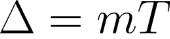 Δ = mT